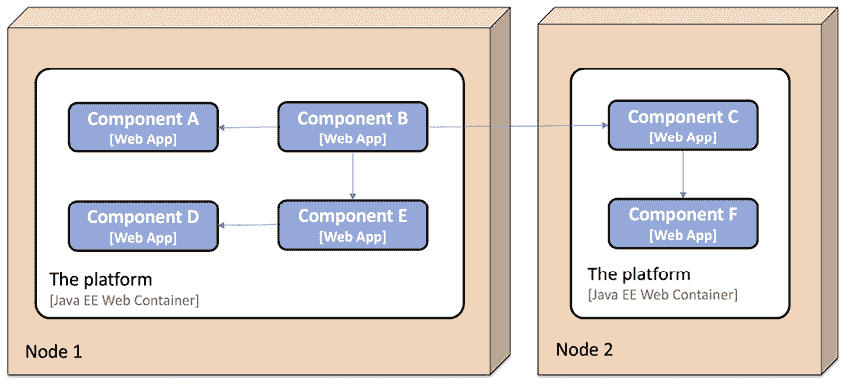 Component A
[Web App]
Component B
[Web App]
Component C
[Web App]
Component D
[Web App]
Component E
[Web App]
Component F
[Web App]
The platform
[Java EE Web Container]
The platform
[Java EE Web Container]
Node 1
Node 2